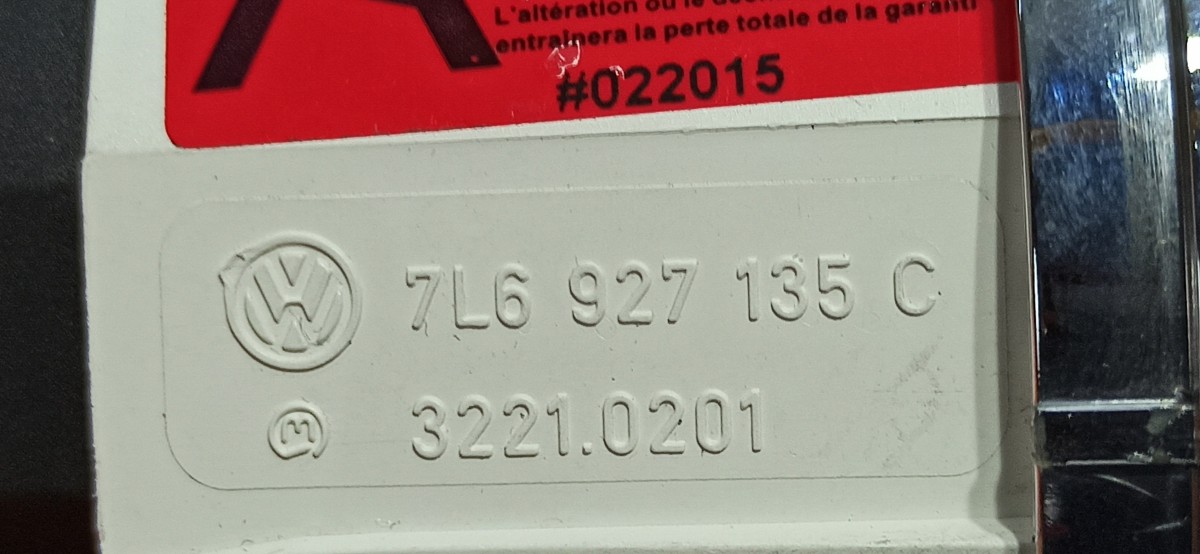 L'altération ou le
entraînera la perte totale de la garanti
#022015
7L6 927 135 C
3221.0201